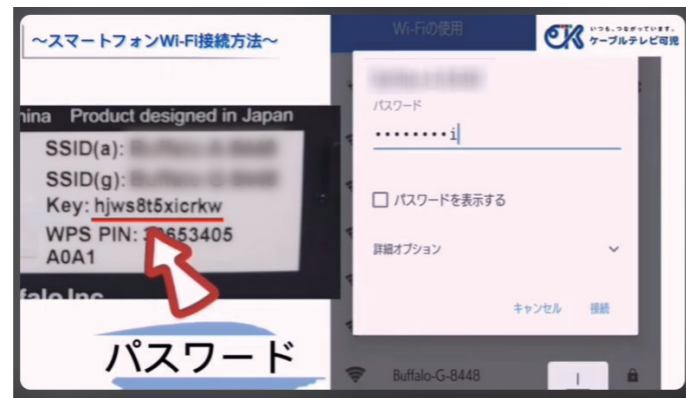 ～スマートフォンWi-Fi接続方法～
Wi-Fiの使用
いつも、つながっています。
ケーブルテレビ可児
hina Product designed in Japan
SSID(a):
SSID(g):
Key: hjws8t5xicrkw
WPS PIN: 653405
A0A1
falo Inc.
パスワード
パスワード
••••••••i
パスワードを表示する
詳細オプション
キャンセル 接続
Buffalo-G-8448